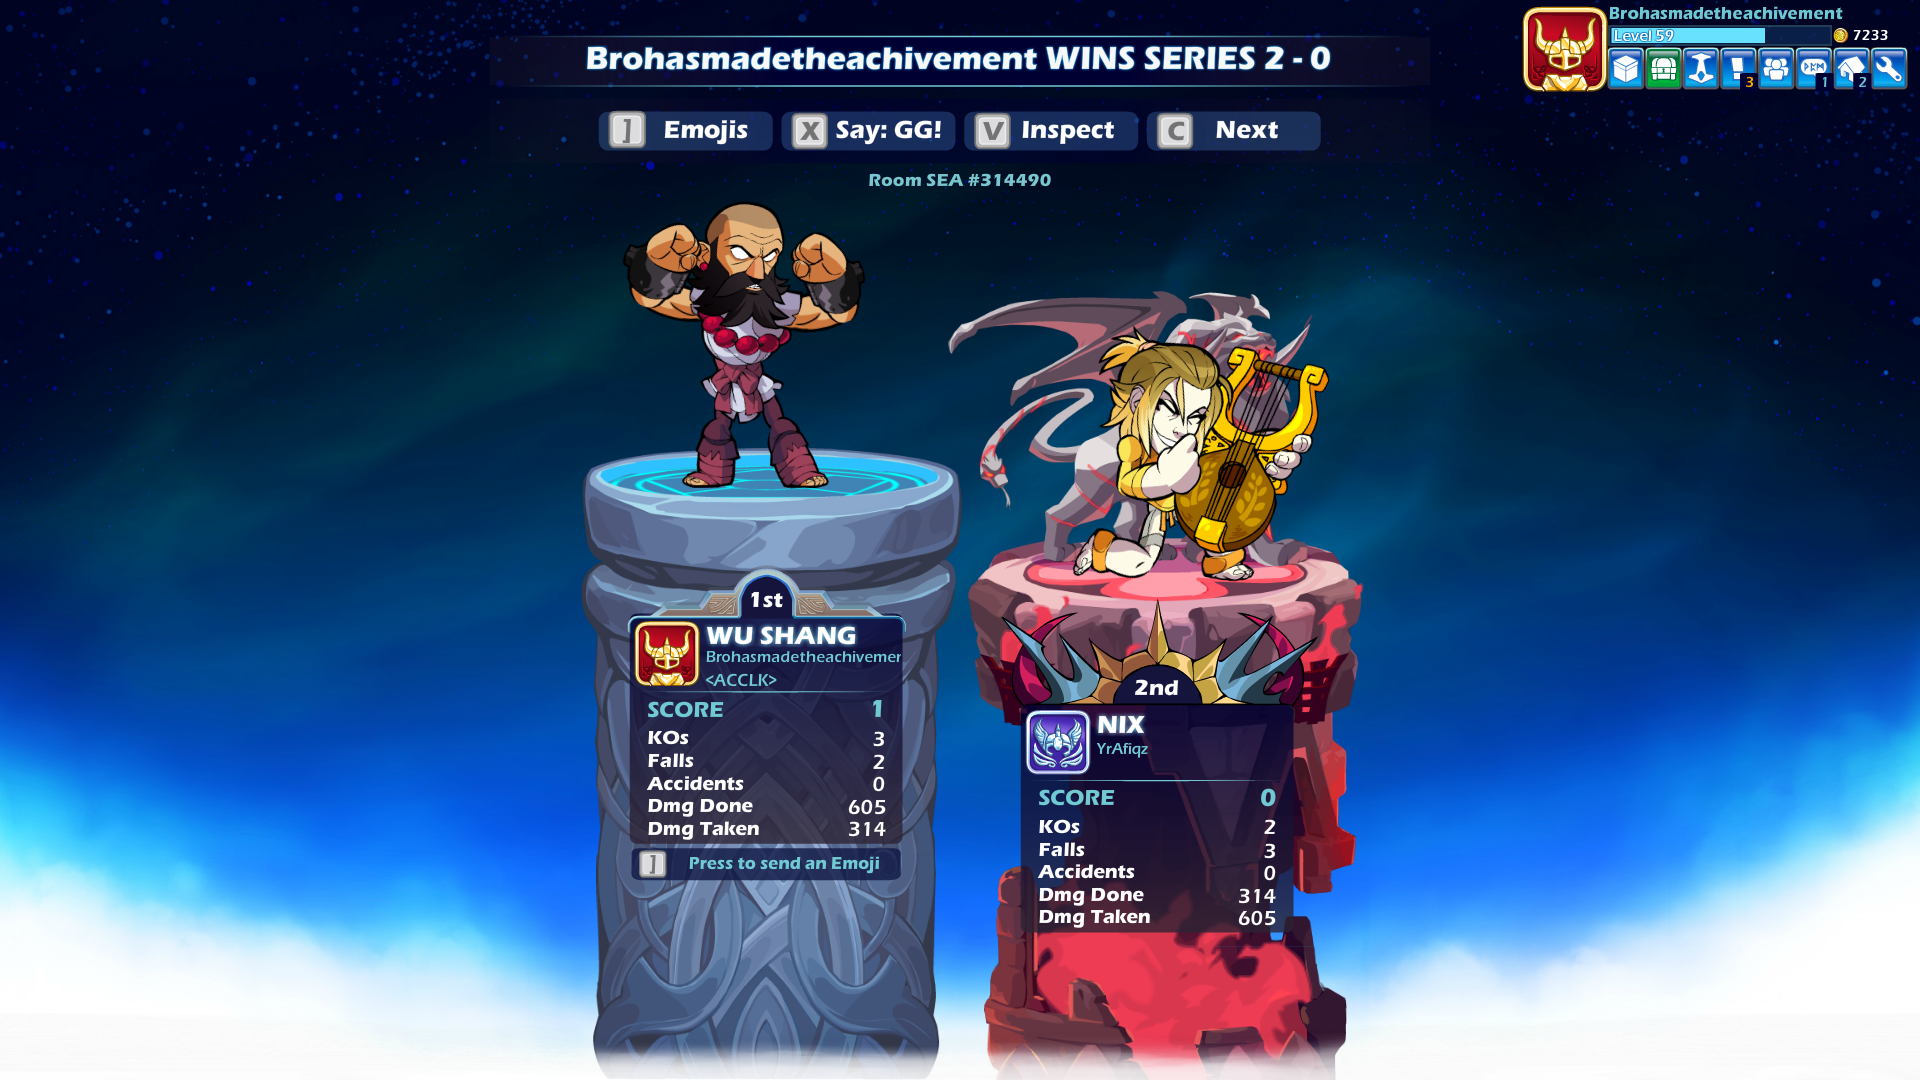 Brohasmadetheachivement
Level 59
7233
3
1
2
Brohasmadetheachivement WINS SERIES 2 - 0
] Emojis
X Say: GG!
V Inspect
C Next
Room SEA #314490
1st
WU SHANG
Brohasmadetheachivemer
<ACCLK>
SCORE 1
KOs 3
Falls 2
Accidents 0
Dmg Done 605
Dmg Taken 314
] Press to send an Emoji
2nd
NIX
YrAfiqz
SCORE 0
KOs 2
Falls 3
Accidents 0
Dmg Done 314
Dmg Taken 605